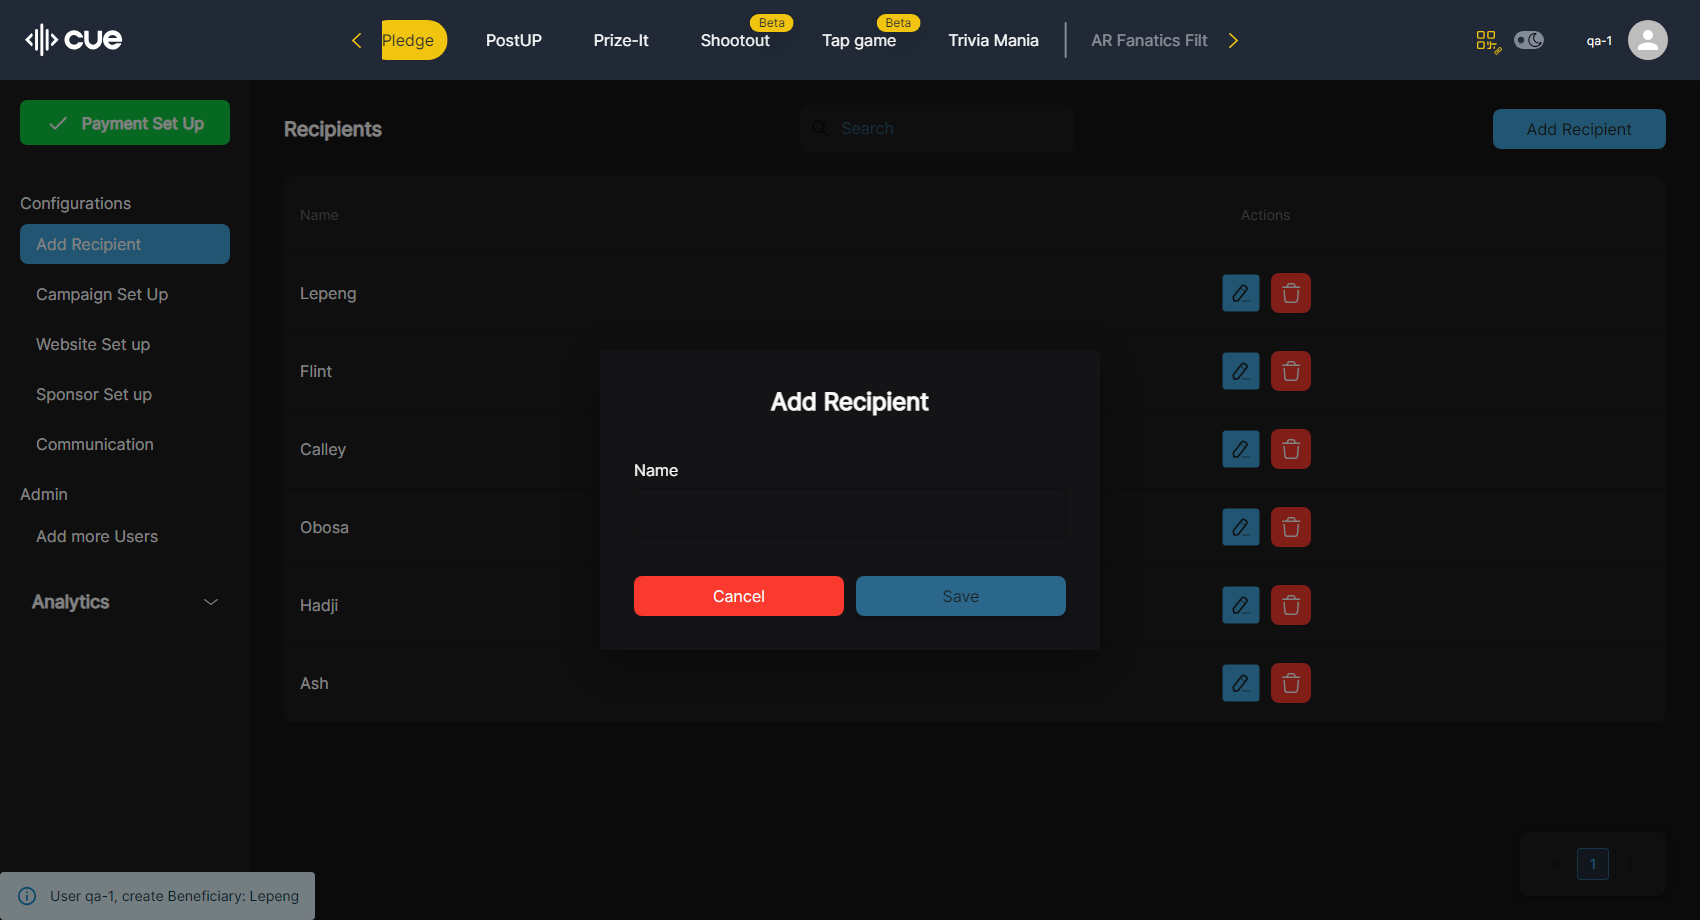 cue
Pledge
PostUP
Prize-It
Shootout
Beta
Tap game
Beta
Trivia Mania
AR Fanatics Filt
qa-1
Payment Set Up
Configurations
Add Recipient
Campaign Set Up
Website Set up
Sponsor Set up
Communication
Admin
Add more Users
Analytics
Recipients
Search
Add Recipient
Name
Actions
Lepeng
Flint
Calley
Obosa
Hadji
Ash
Add Recipient
Name
Cancel
Save
1
User qa-1, create Beneficiary: Lepeng